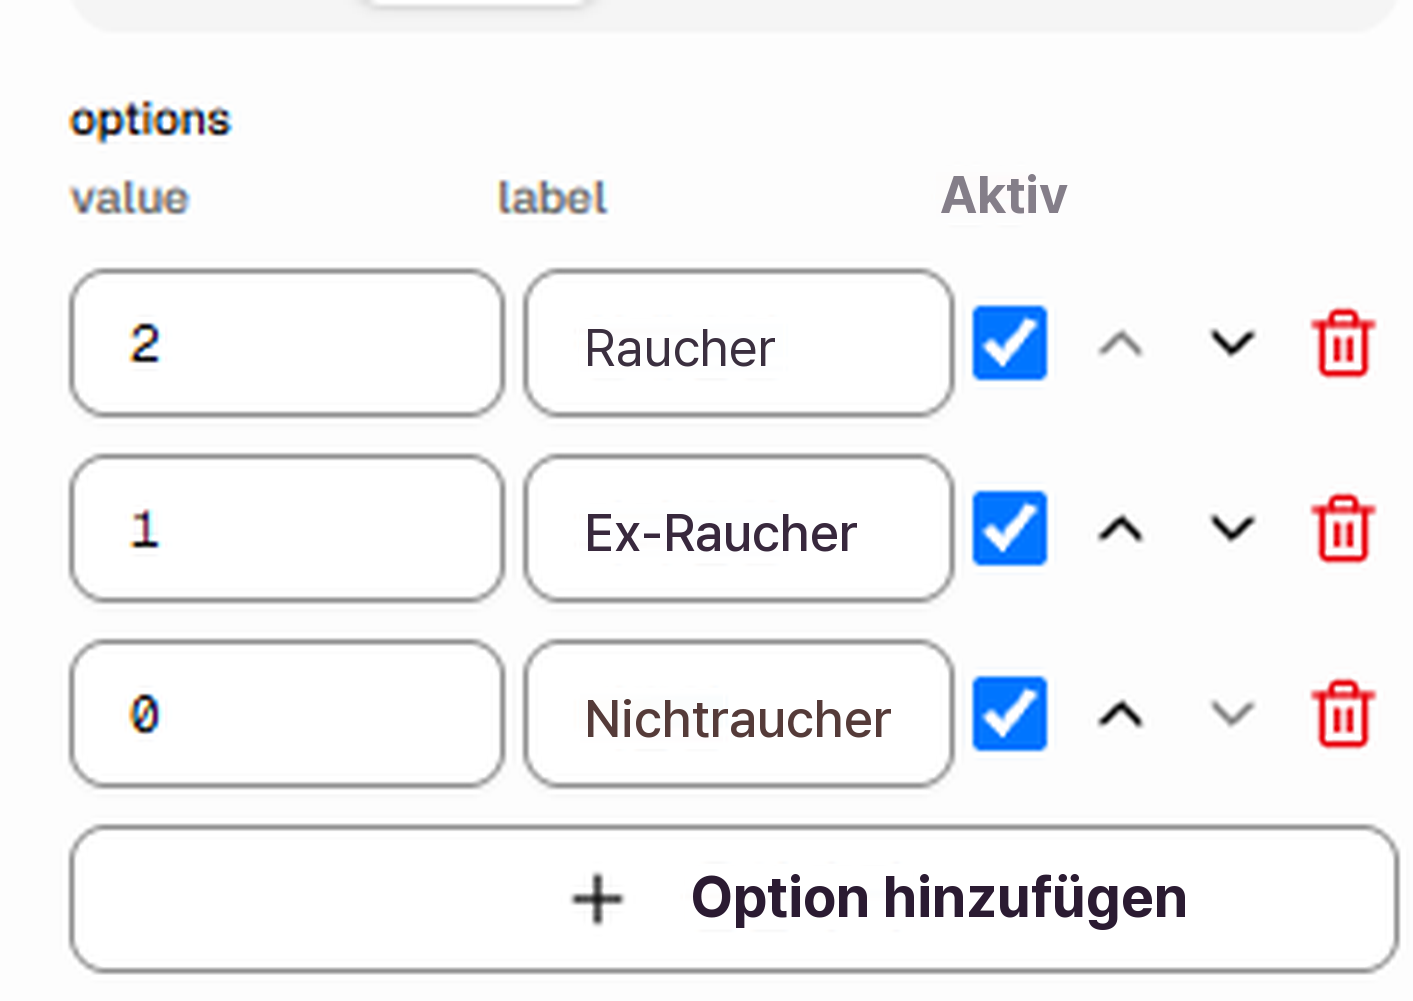 options
value label Aktiv
2 Raucher
1 Ex-Raucher
0 Nichtraucher
+ Option hinzufügen